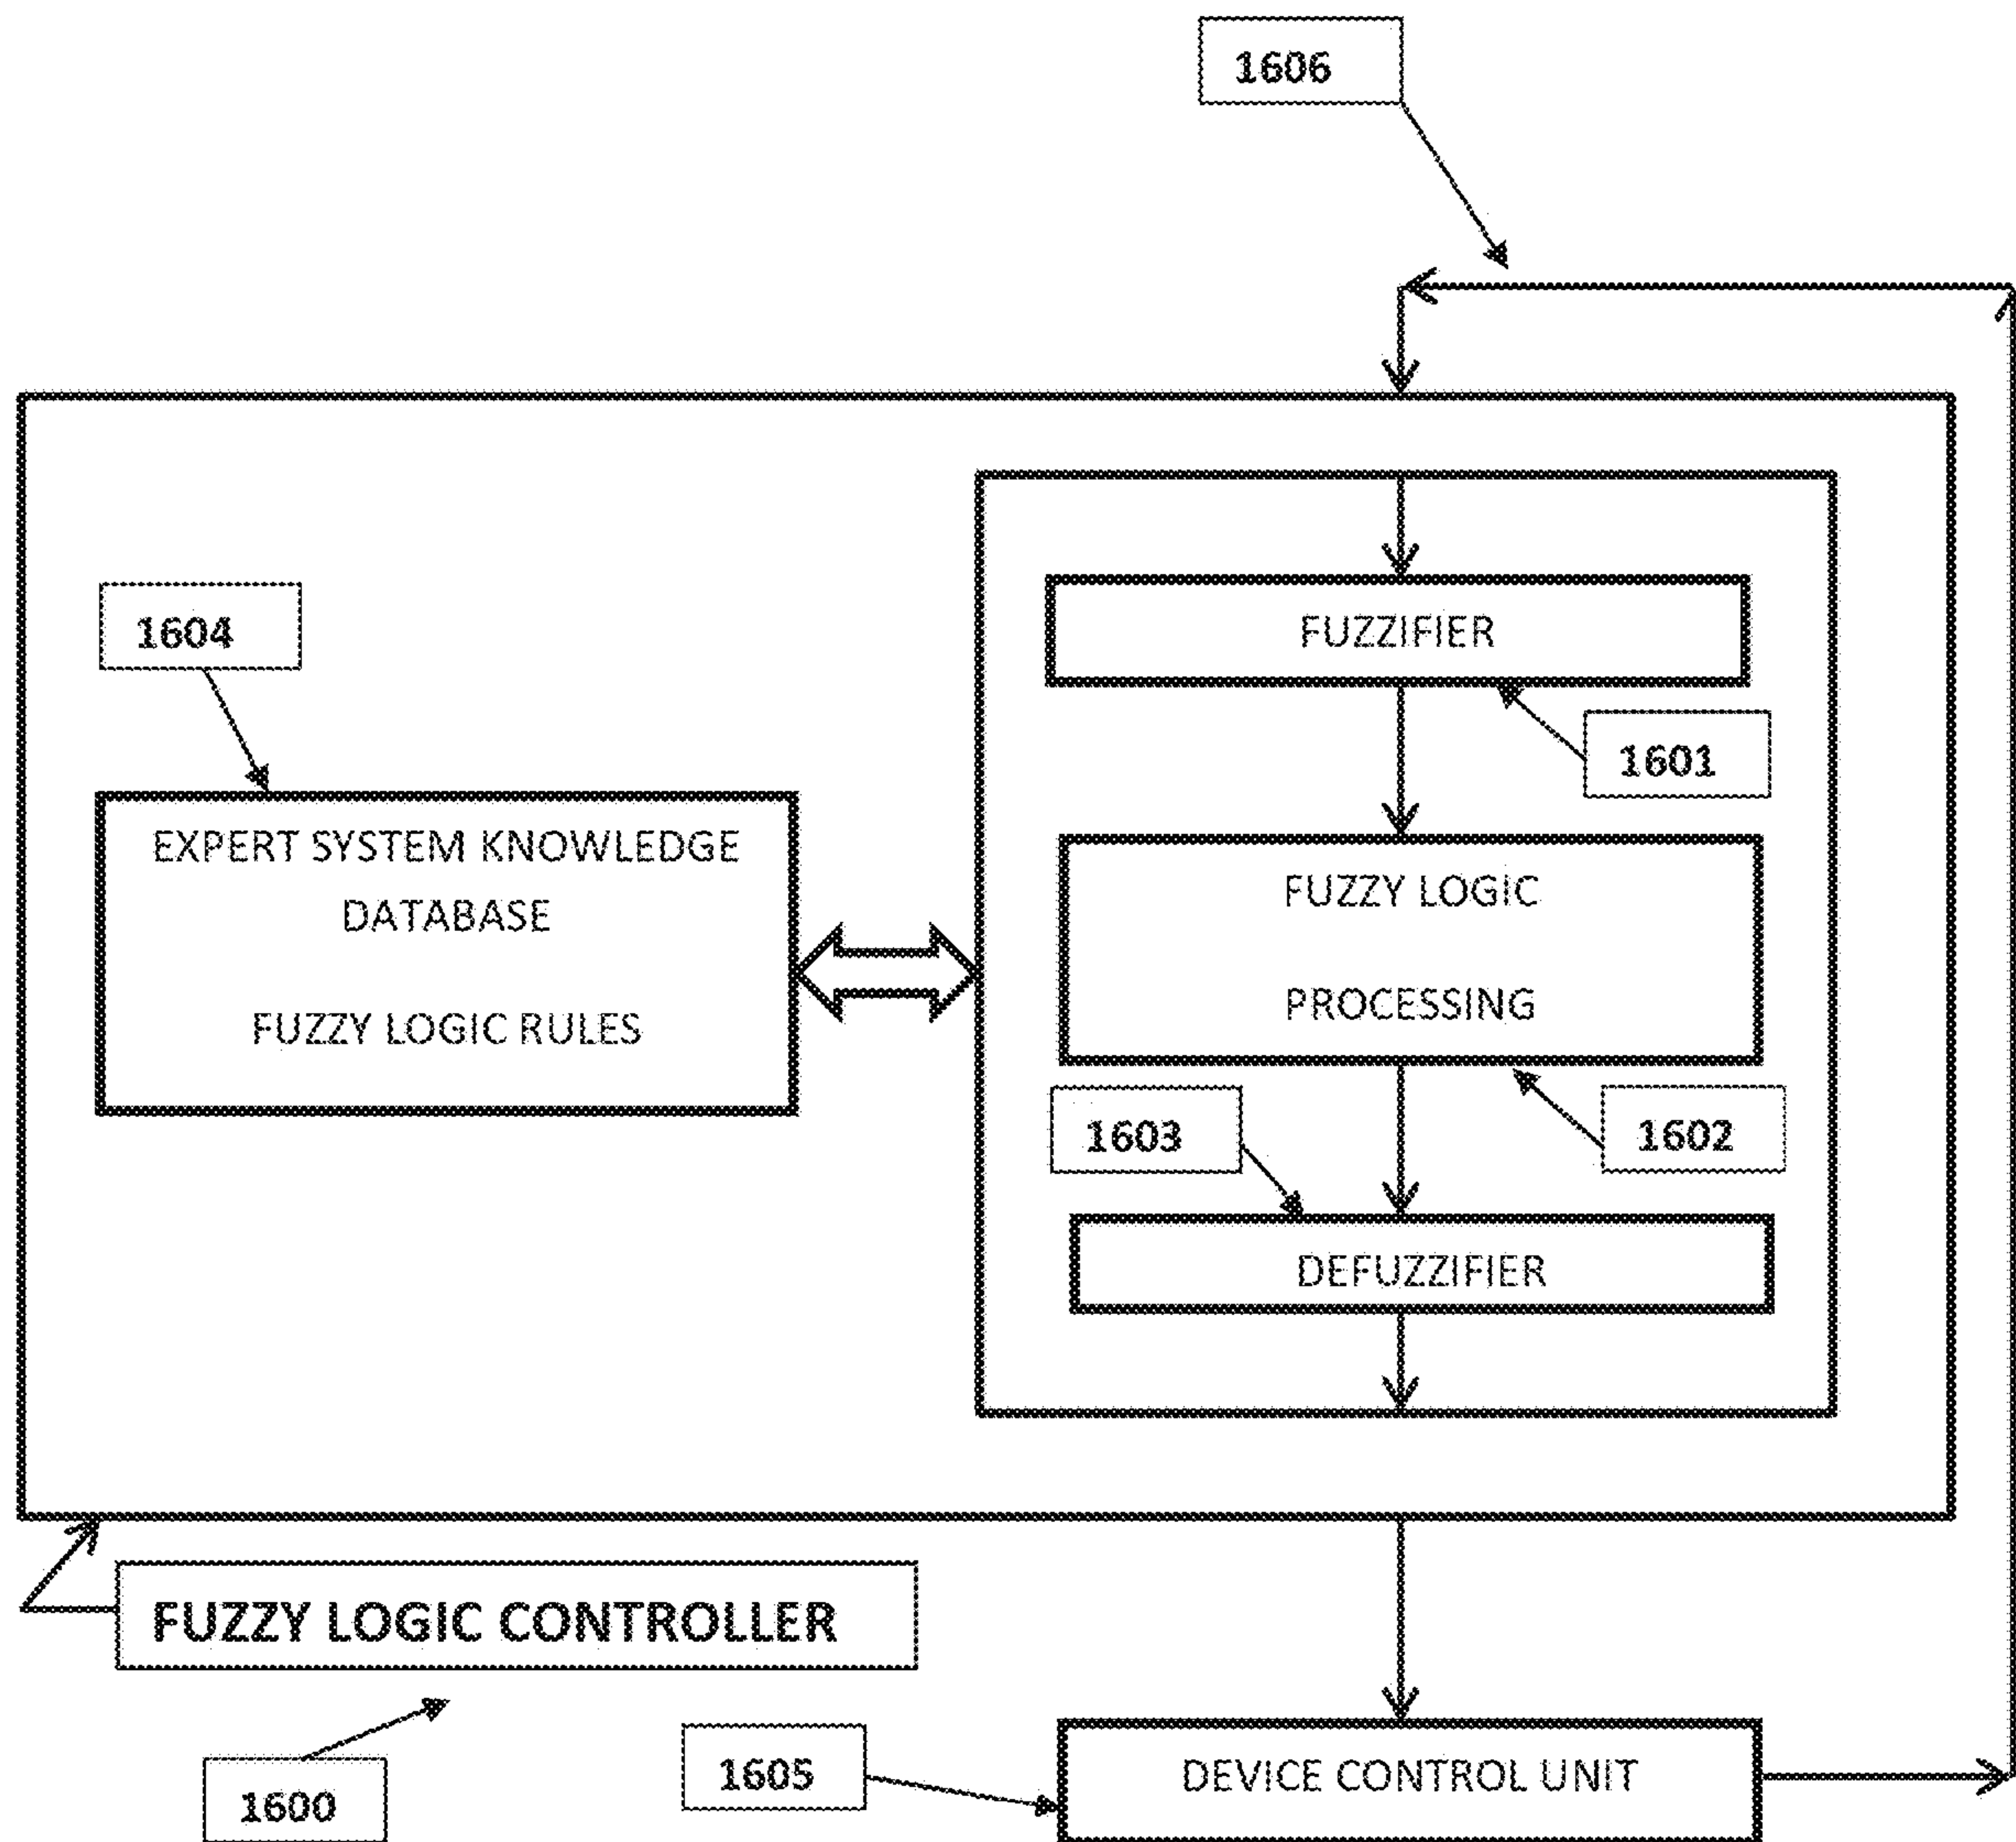 1606
FUZZIFIER
1604
1601
EXPERT SYSTEM KNOWLEDGE
DATABASE
FUZZY LOGIC RULES
FUZZY LOGIC
PROCESSING
1603
1602
DEFUZZIFIER
FUZZY LOGIC CONTROLLER
1600
1605
DEVICE CONTROL UNIT